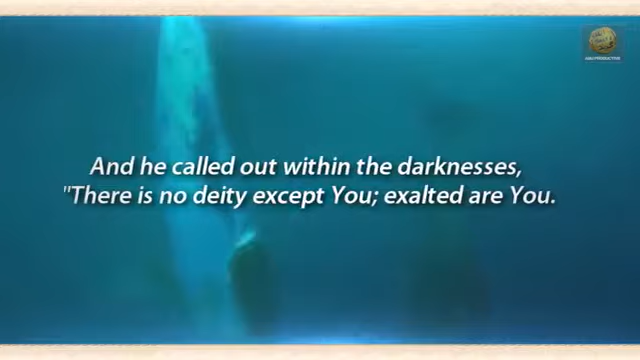 And he called out within the darknesses,
"There is no deity except You; exalted are You.